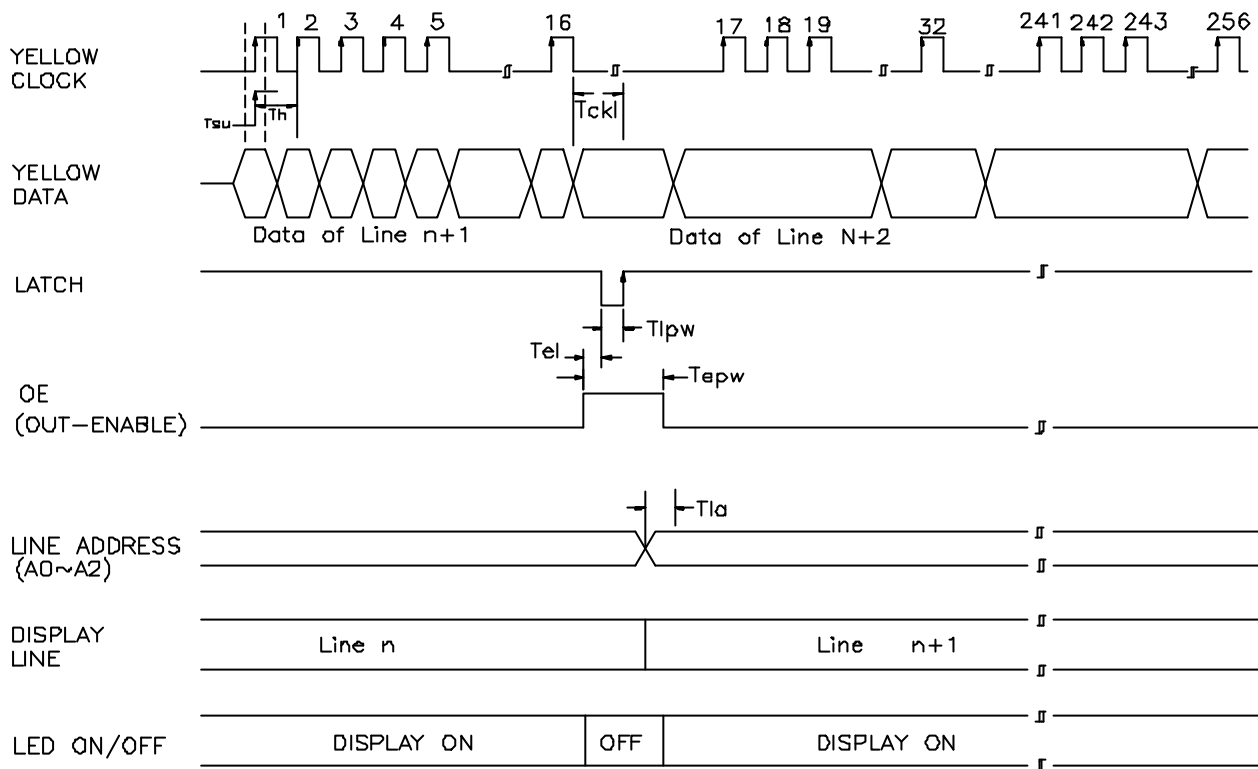 1 2 3 4 5 16 17 18 19 32 241 242 243 256
YELLOW
CLOCK
Tsu
Th
Tckl
YELLOW
DATA
Data of Line n+1
Data of Line N+2
LATCH
Tlpw
Tel
Tepw
OE
(OUT-ENABLE)
Tla
LINE ADDRESS
(A0~A2)
DISPLAY
LINE
Line n
Line n+1
LED ON/OFF
DISPLAY ON
OFF
DISPLAY ON